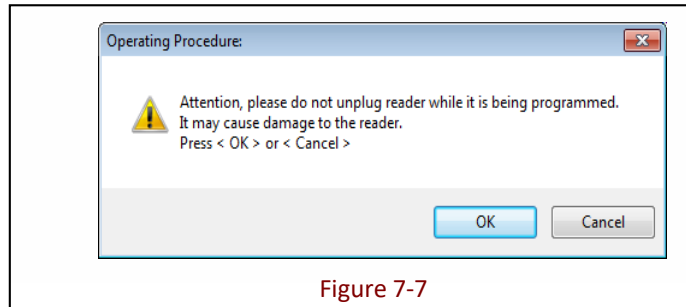 Operating Procedure:
Attention, please do not unplug reader while it is being programmed.
It may cause damage to the reader.
Press < OK > or < Cancel >
OK
Cancel
Figure 7-7